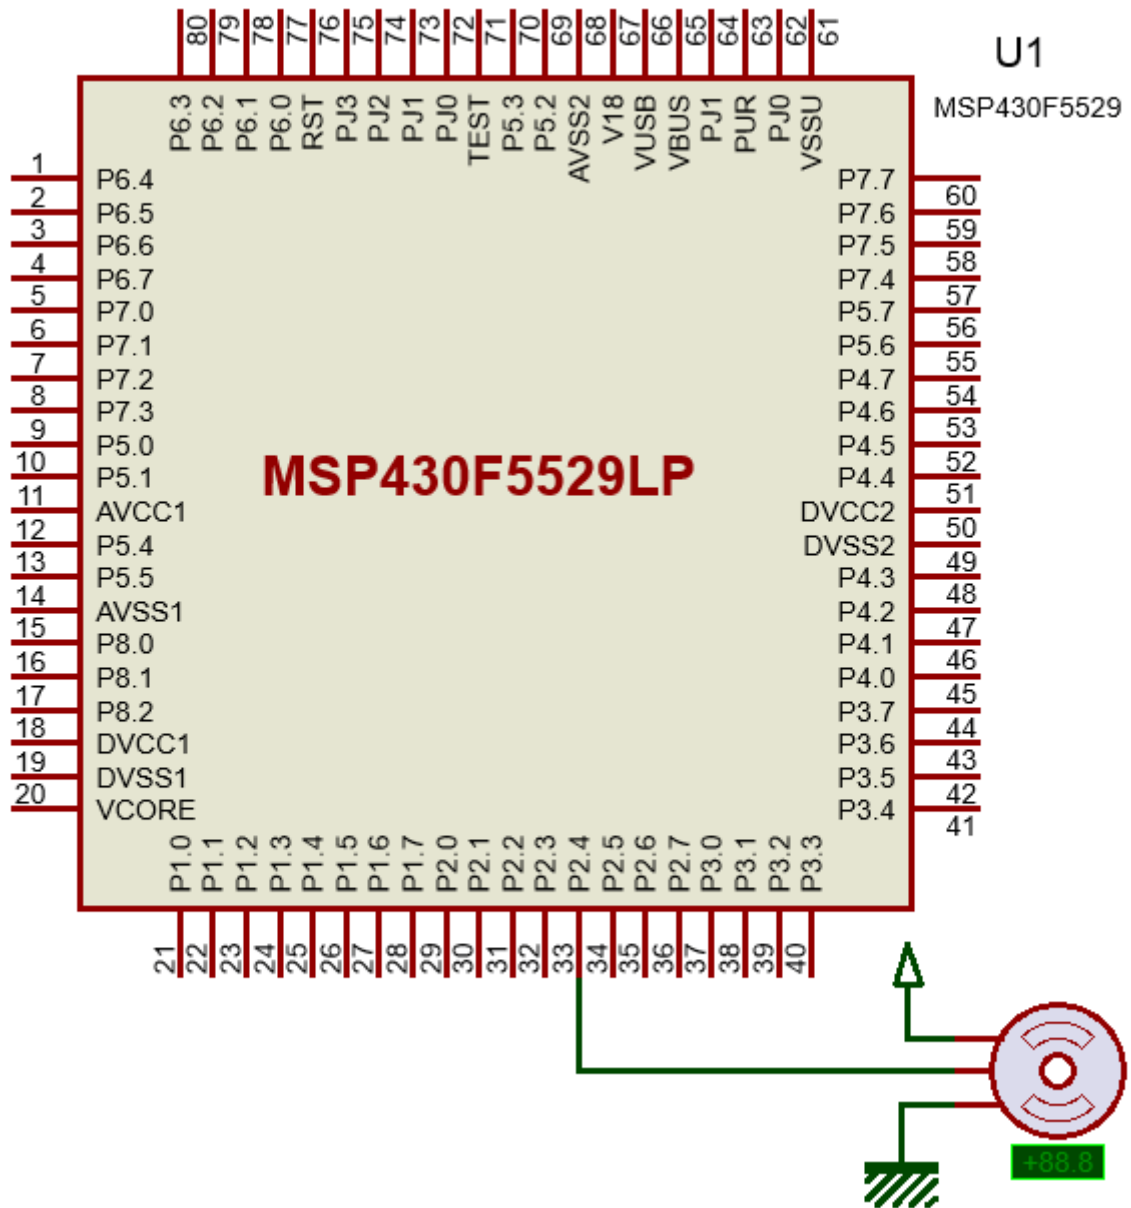 80 79 78 77 76 75 74 73 72 71 70 69 68 67 66 65 64 63 62 61
U1
MSP430F5529
P6.3 P6.2 P6.1 P6.0 RST PJ3 PJ2 PJ1 PJ0 TEST P5.3 P5.2 AVSS2 V18 VUSB VBUS PJ1 PUR PJ0 VSSU
1 P6.4 P7.7 60
2 P6.5 P7.6 59
3 P6.6 P7.5 58
4 P6.7 P7.4 57
5 P7.0 P5.7 56
6 P7.1 P5.6 55
7 P7.2 P4.7 54
8 P7.3 P4.6 53
9 P5.0 P4.5 52
10 P5.1 P4.4 51
MSP430F5529LP
11 AVCC1 DVCC2 50
12 P5.4 DVSS2 49
13 P5.5 P4.3 48
14 AVSS1 P4.2 47
15 P8.0 P4.1 46
16 P8.1 P4.0 45
17 P8.2 P3.7 44
18 DVCC1 P3.6 43
19 DVSS1 P3.5 42
20 VCORE P3.4 41
P1.0 P1.1 P1.2 P1.3 P1.4 P1.5 P1.6 P1.7 P2.0 P2.1 P2.2 P2.3 P2.4 P2.5 P2.6 P2.7 P3.0 P3.1 P3.2 P3.3
21 22 23 24 25 26 27 28 29 30 31 32 33 34 35 36 37 38 39 40
+88.8